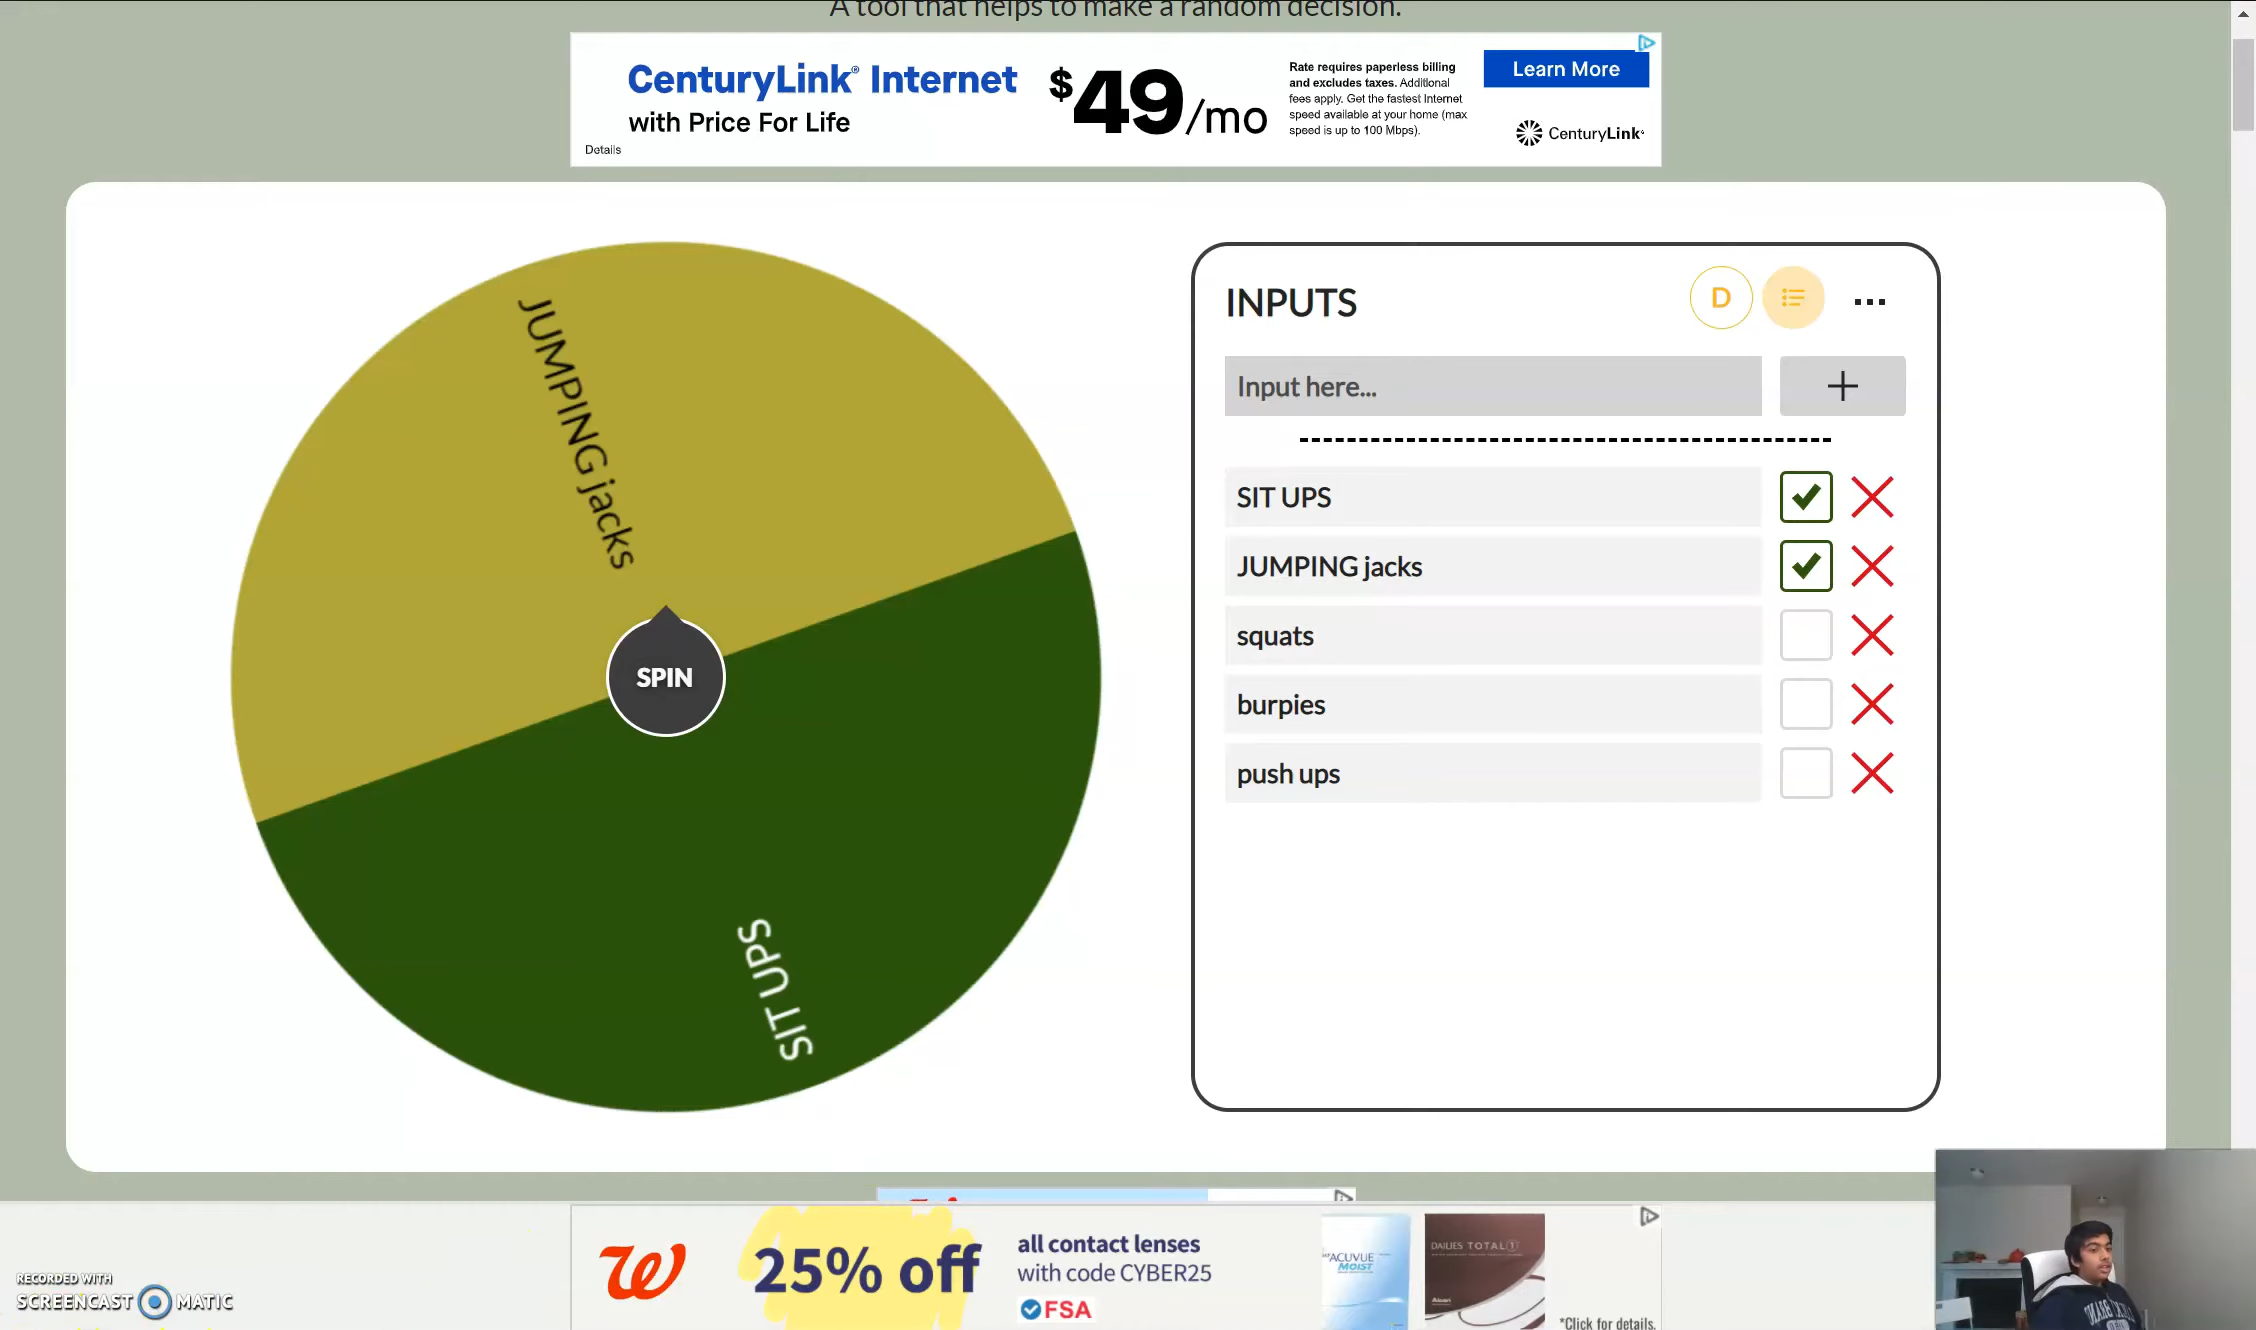 A tool that helps to make a random decision.
CenturyLink® Internet
with Price For Life
Details
$49/mo
Rate requires paperless billing
and excludes taxes. Additional
fees apply. Get the fastest Internet
speed available at your home (max
speed is up to 100 Mbps).
Learn More
CenturyLink
JUMPING jacks
SPIN
SIT UPS
INPUTS
D
...
Input here...
+
SIT UPS
JUMPING jacks
squats
burpies
push ups
25% off
all contact lenses
with code CYBER25
FSA
ACUVUE
MOIST
DAILIES TOTAL 1
Alcon
*Click for details.
RECORDED WITH
SCREENCAST MATIC